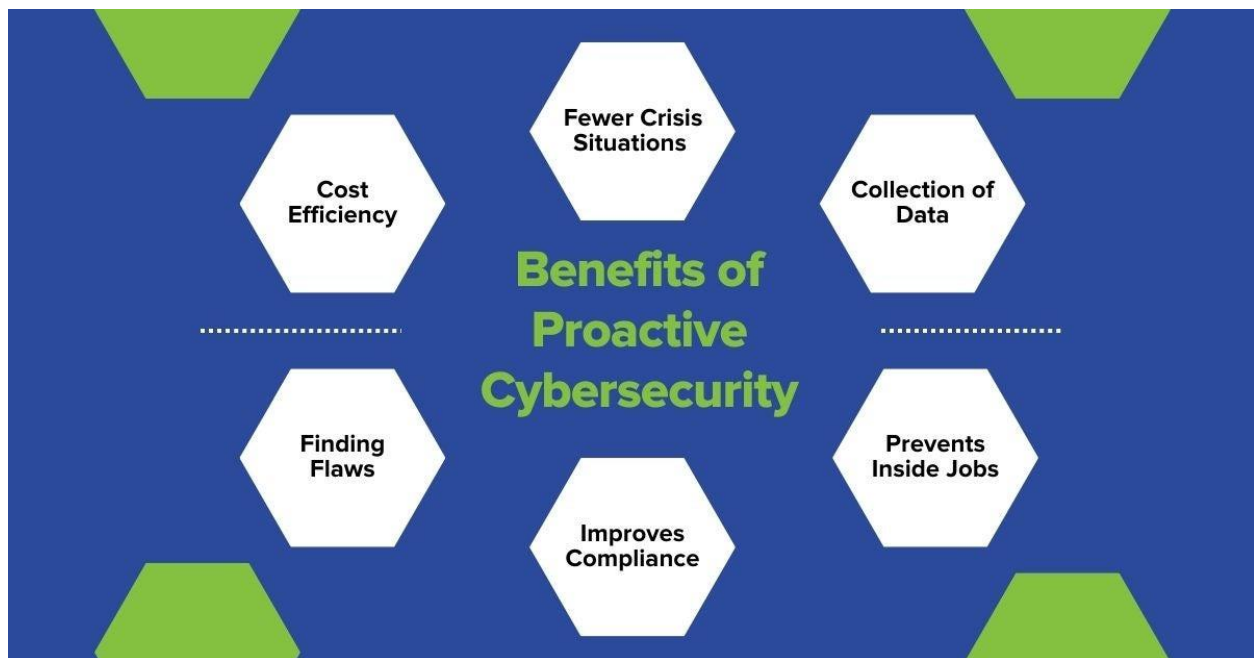 Fewer Crisis
Situations
Cost
Efficiency
Collection of
Data
Benefits of
Proactive
Cybersecurity
Finding
Flaws
Prevents
Inside Jobs
Improves
Compliance